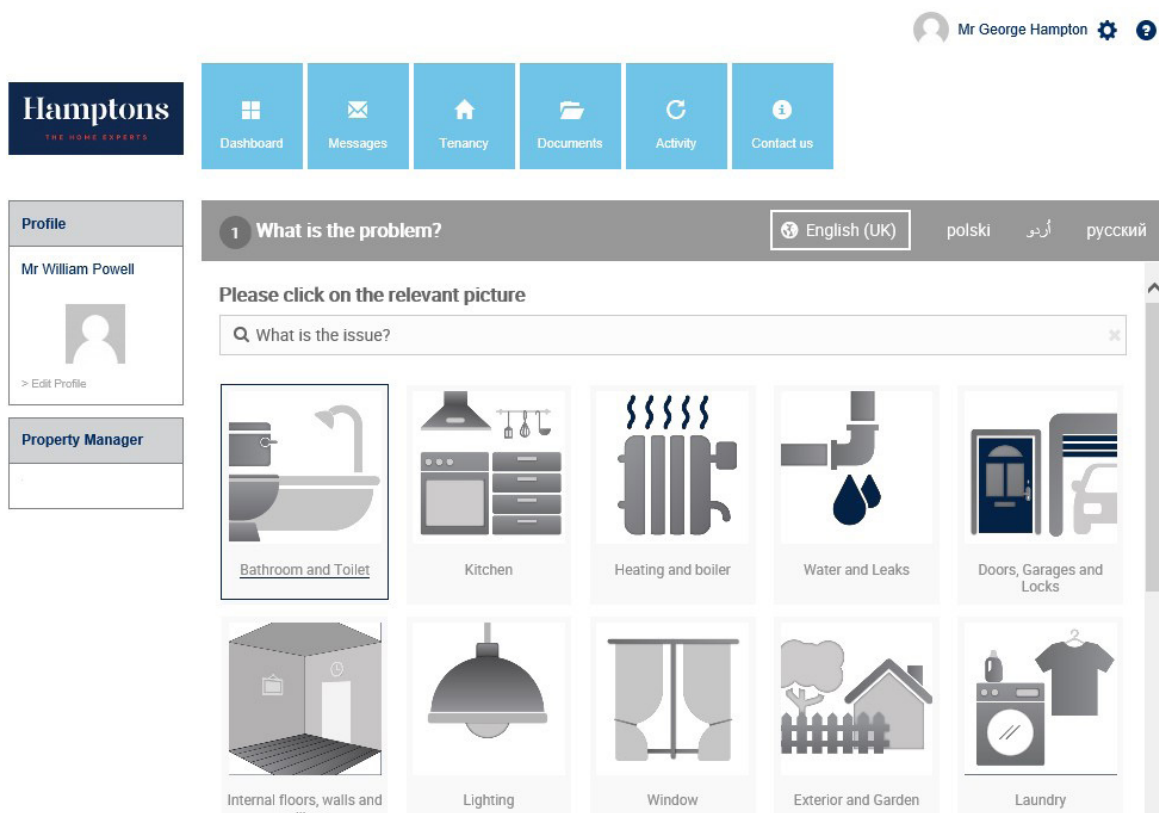 Mr George Hampton
Hamptons
THE HOME EXPERTS
Dashboard
Messages
Tenancy
Documents
Activity
Contact us
Profile
Mr William Powell
> Edit Profile
Property Manager
1 What is the problem?
English (UK)
polski
اُردو
русский
Please click on the relevant picture
What is the issue?
Bathroom and Toilet
Kitchen
Heating and boiler
Water and Leaks
Doors, Garages and
Locks
Internal floors, walls and
Lighting
Window
Exterior and Garden
Laundry